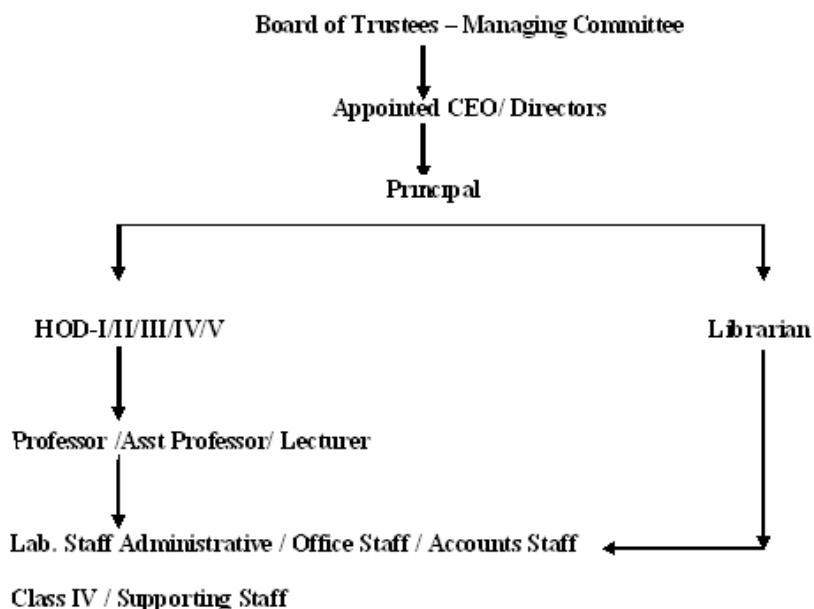 Board of Trustees – Managing Committee
Appointed CEO/ Directors
Principal
HOD-I/II/III/IV/V
Librarian
Professor /Asst Professor/ Lecturer
Lab. Staff Administrative / Office Staff / Accounts Staff
Class IV / Supporting Staff